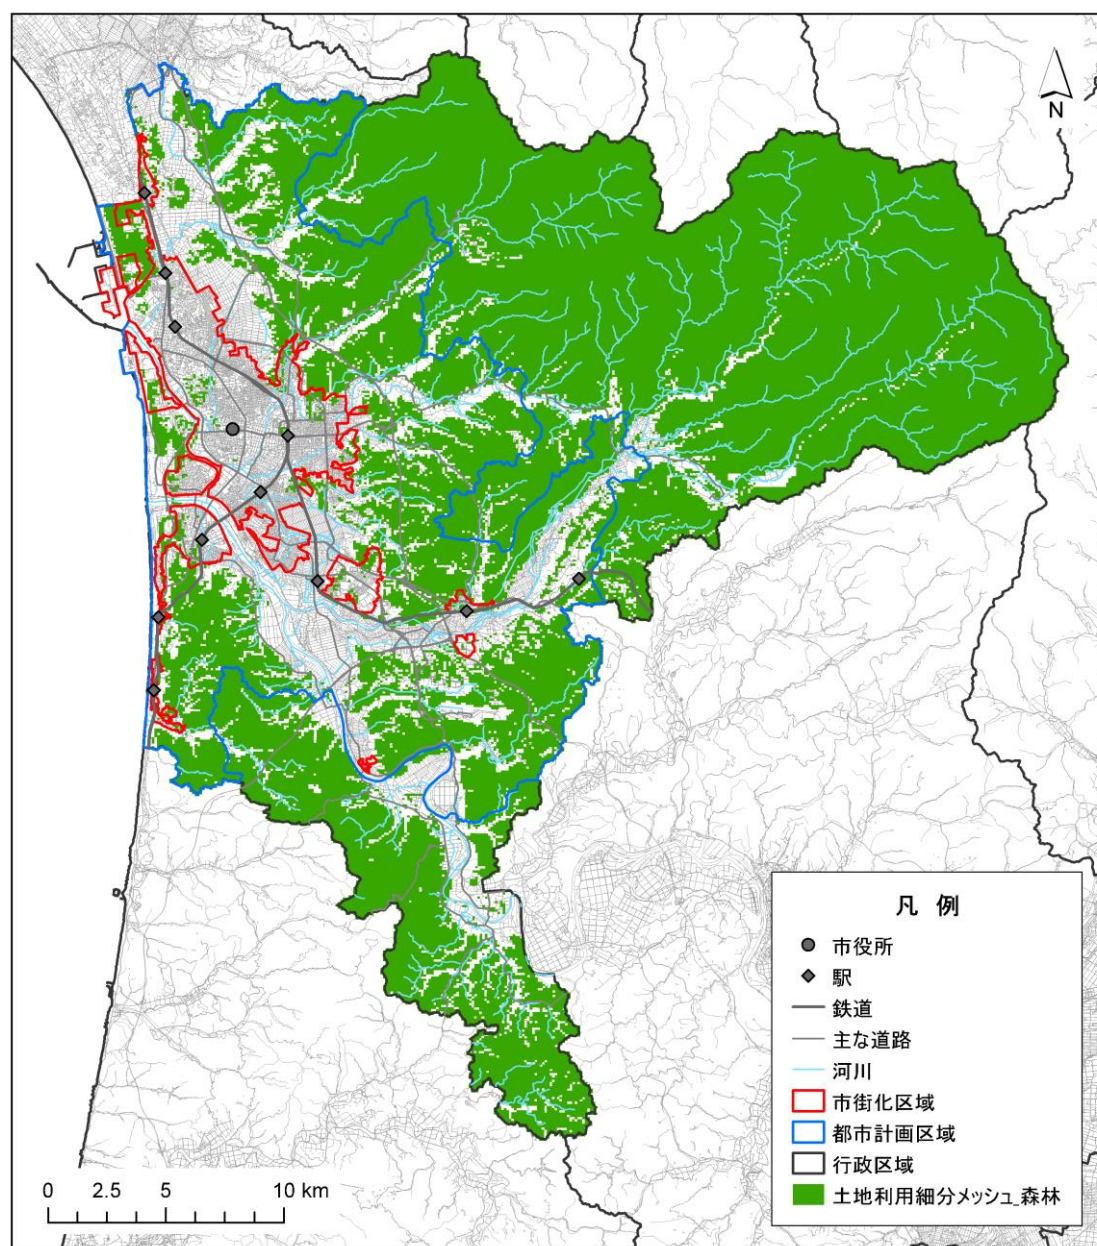 N
凡 例
市役所
駅
鉄道
主な道路
河川
市街化区域
都市計画区域
行政区域
土地利用細分メッシュ_森林
0 2.5 5 10 km